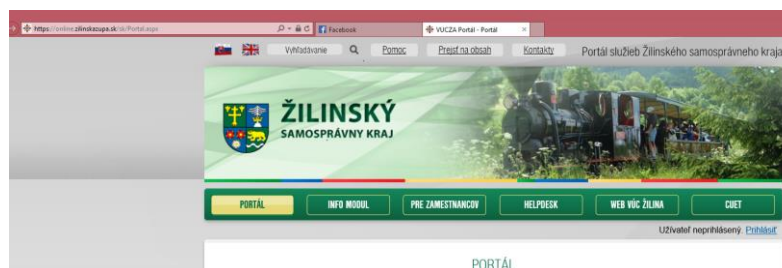 https://online.zilinskazupa.sk/sk/Portal.aspx
Facebook
VUCZA Portál - Portál
Vyhľadávanie Pomoc Prejsť na obsah Kontakty Portál služieb Žilinského samosprávneho kraja
ŽILINSKÝ
SAMOSPRÁVNY KRAJ
PORTÁL INFO MODUL PRE ZAMESTNANCOV HELPDESK WEB VÚC ŽILINA CUET
Užívateľ neprihlásený. Prihlásiť
PORTÁL